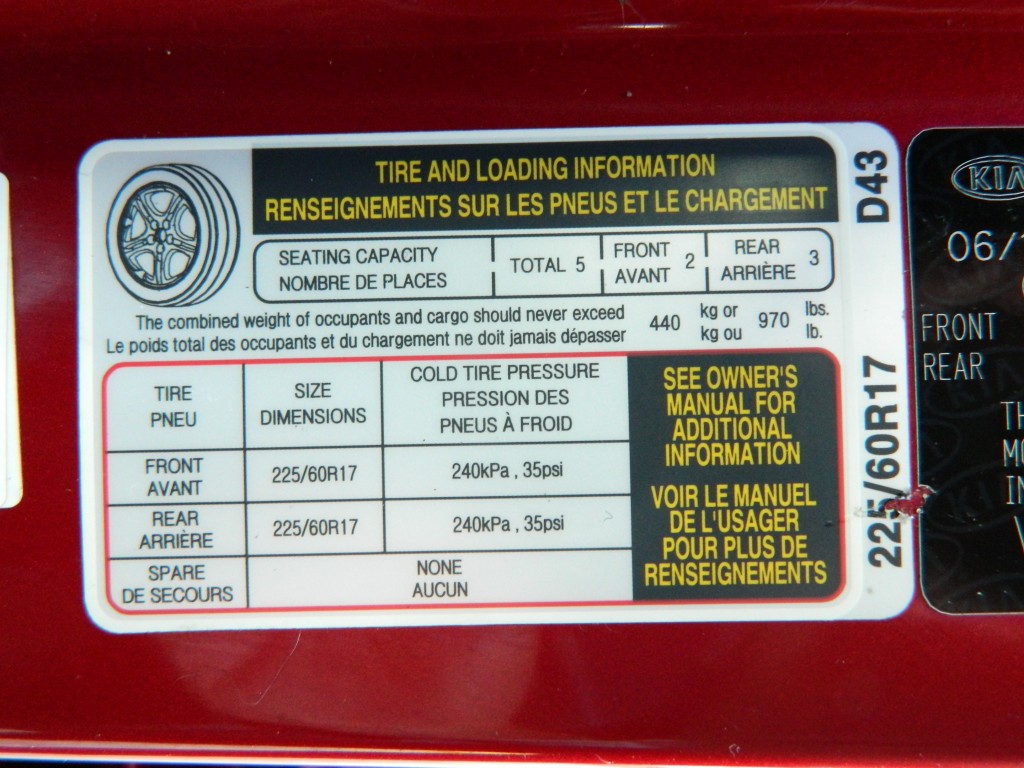 TIRE AND LOADING INFORMATION
RENSEIGNEMENTS SUR LES PNEUS ET LE CHARGEMENT
SEATING CAPACITY
NOMBRE DE PLACES
TOTAL 5
FRONT
AVANT
2
REAR
ARRIÈRE
3
The combined weight of occupants and cargo should never exceed
Le poids total des occupants et du chargement ne doit jamais dépasser
440
kg or
kg ou
970
lbs.
lb.
TIRE
PNEU
SIZE
DIMENSIONS
COLD TIRE PRESSURE
PRESSION DES
PNEUS À FROID
FRONT
AVANT
225/60R17
240kPa , 35psi
REAR
ARRIÈRE
225/60R17
240kPa , 35psi
SPARE
DE SECOURS
NONE
AUCUN
SEE OWNER'S
MANUAL FOR
ADDITIONAL
INFORMATION
VOIR LE MANUEL
DE L'USAGER
POUR PLUS DE
RENSEIGNEMENTS
D43
225/60R17
KIA
06/
FRONT
REAR